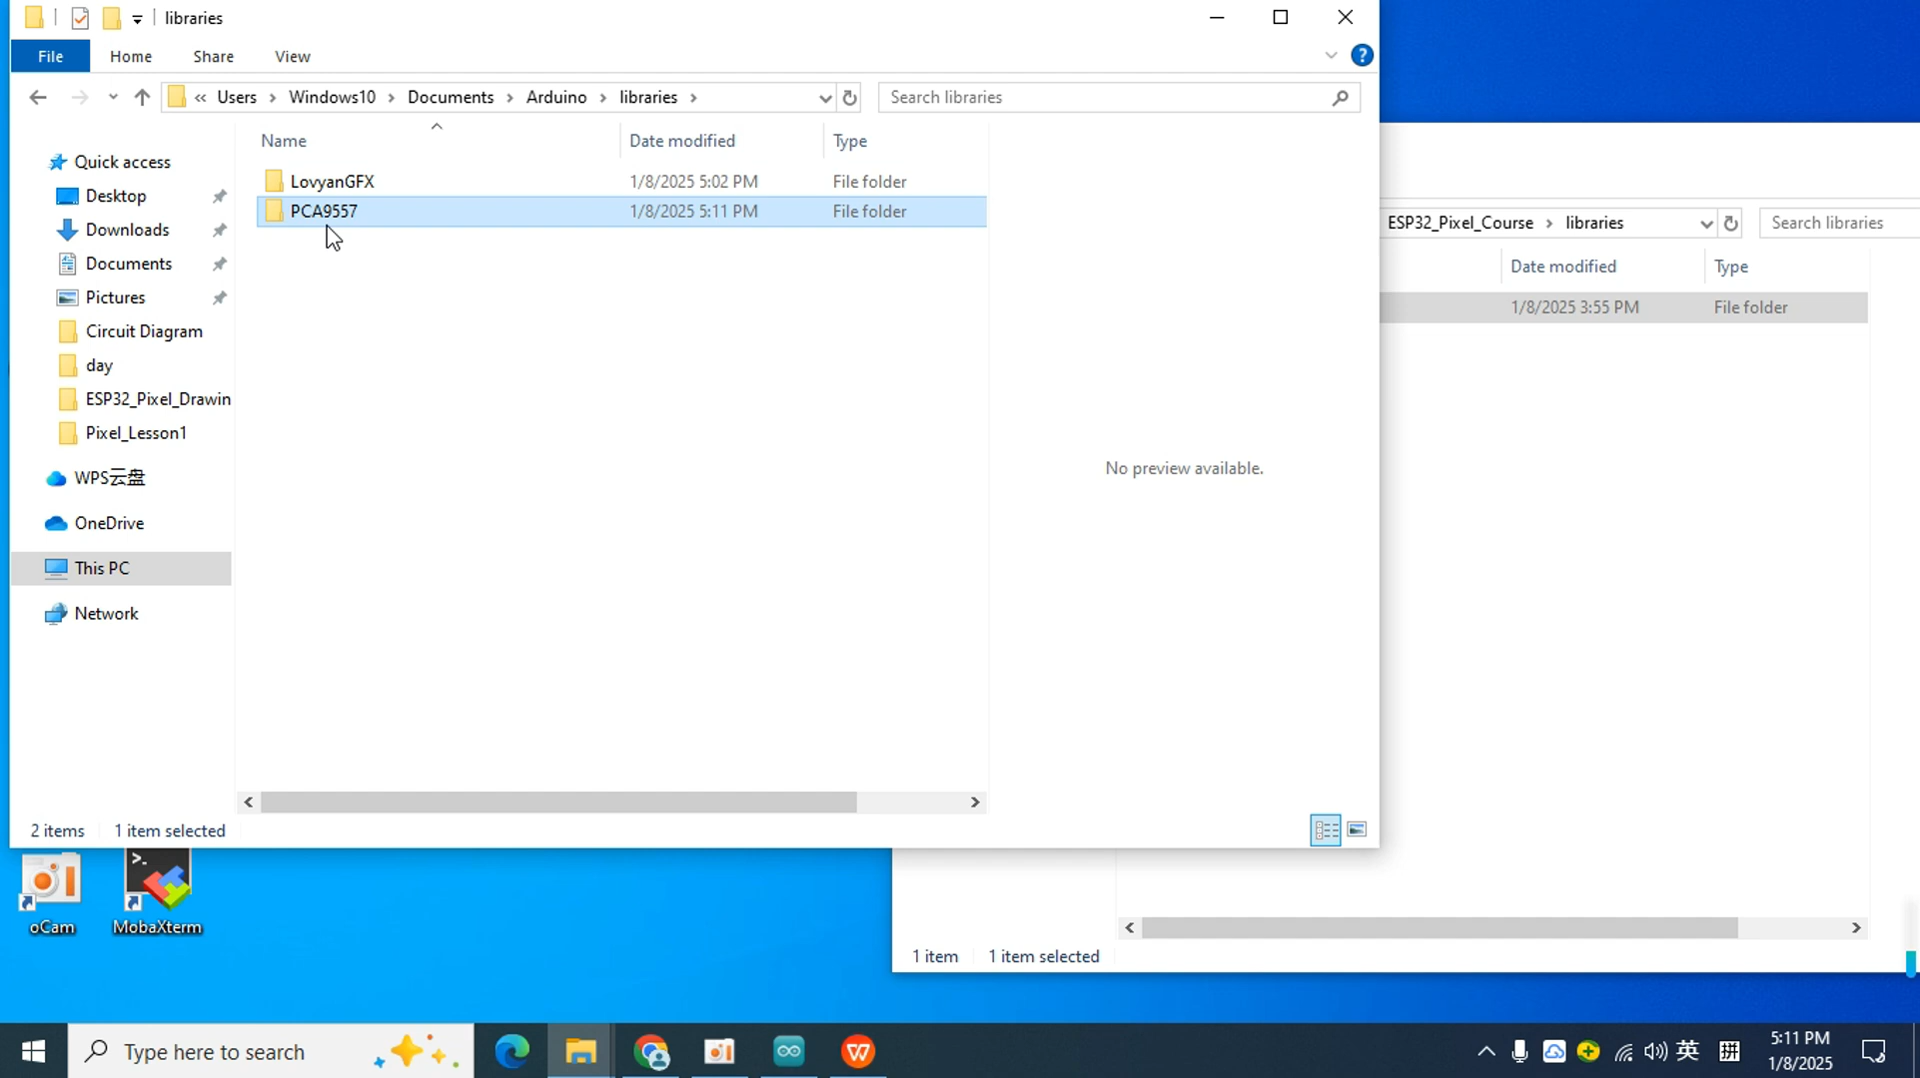 libraries
File Home Share View
« Users › Windows10 › Documents › Arduino › libraries › Search libraries
Name Date modified Type
LovyanGFX 1/8/2025 5:02 PM File folder
PCA9557 1/8/2025 5:11 PM File folder
Quick access
Desktop
Downloads
Documents
Pictures
Circuit Diagram
day
ESP32_Pixel_Drawin
Pixel_Lesson1
WPS云盘
OneDrive
This PC
Network
No preview available.
2 items 1 item selected
ESP32_Pixel_Course › libraries Search libraries
Date modified Type
1/8/2025 3:55 PM File folder
1 item 1 item selected
oCam
MobaXterm
Type here to search
英
拼
5:11 PM
1/8/2025